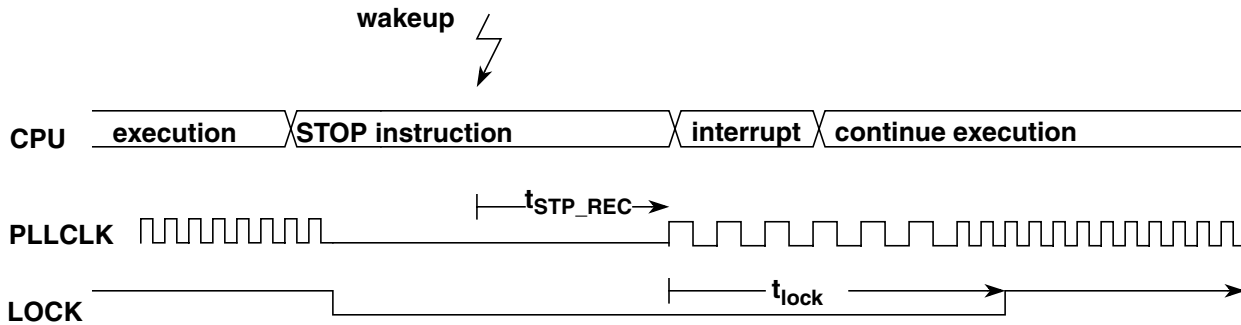 wakeup
CPU execution STOP instruction interrupt continue execution
tSTP_REC
PLLCLK
tlock
LOCK